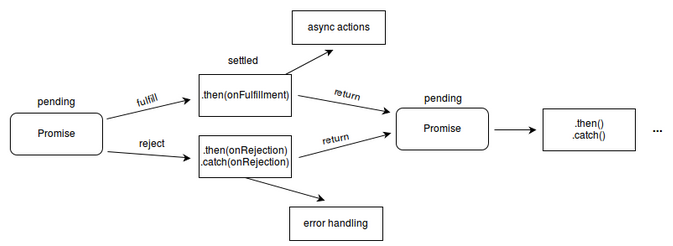 async actions
settled
pending
fulfill
.then(onFulfillment)
return
pending
Promise
Promise
.then()
.catch()
...
reject
.then(onRejection)
.catch(onRejection)
return
error handling